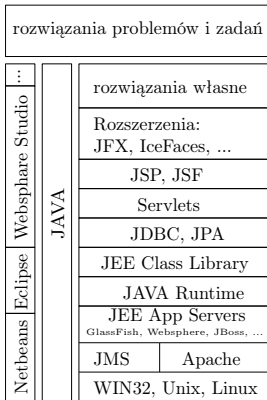 rozwiązania problemów i zadań
...
Websphare Studio
Eclipse
Netbeans
JAVA
rozwiązania własne
Rozszerzenia:
JFX, IceFaces, ...
JSP, JSF
Servlets
JDBC, JPA
JEE Class Library
JAVA Runtime
JEE App Servers
GlassFish, Websphere, JBoss, ...
JMS
Apache
WIN32, Unix, Linux